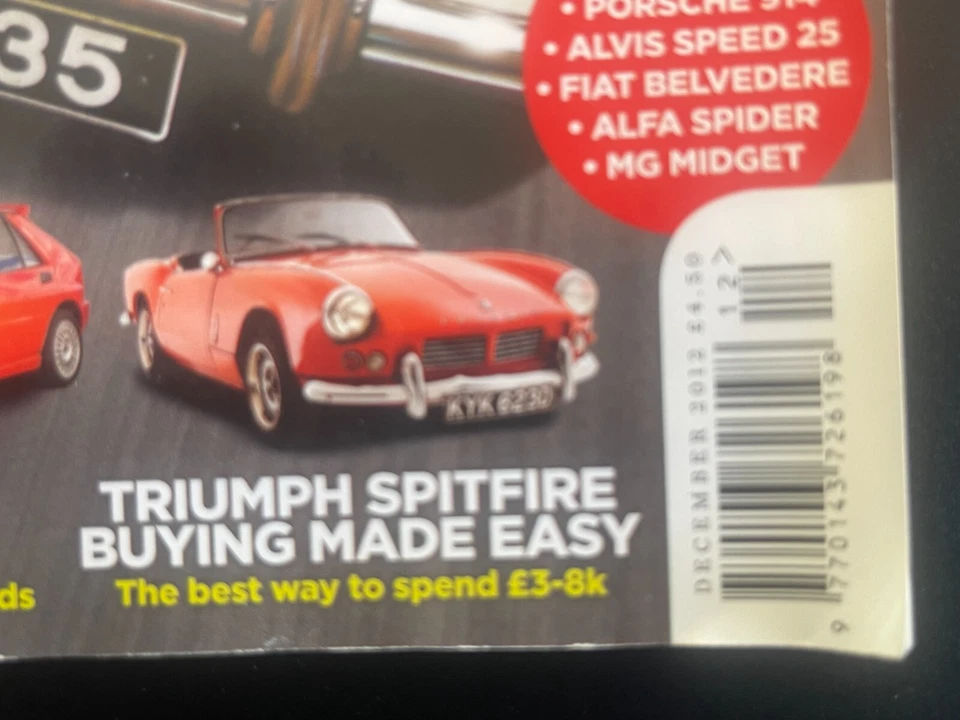 35
• PORSCHE 914
• ALVIS SPEED 25
• FIAT BELVEDERE
• ALFA SPIDER
• MG MIDGET
KYK 623D
TRIUMPH SPITFIRE
BUYING MADE EASY
The best way to spend £3-8k
ds
DECEMBER 2012 £4.50
12 >
9 770143 726198